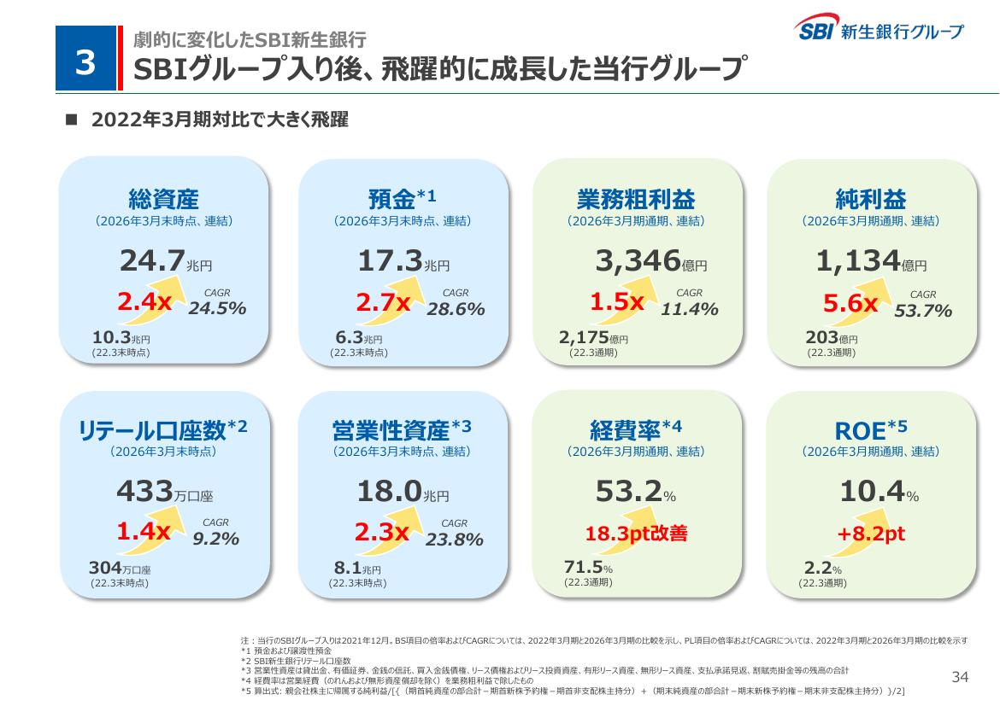 3
劇的に変化したSBI新生銀行
SBIグループ入り後、飛躍的に成長した当行グループ
SBI 新生銀行グループ
■ 2022年3月期対比で大きく飛躍
総資産
（2026年3月末時点、連結）
24.7兆円
2.4x
CAGR
24.5%
10.3兆円
(22.3末時点)
預金*1
（2026年3月末時点、連結）
17.3兆円
2.7x
CAGR
28.6%
6.3兆円
(22.3末時点)
業務粗利益
（2026年3月期通期、連結）
3,346億円
1.5x
CAGR
11.4%
2,175億円
(22.3通期)
純利益
（2026年3月期通期、連結）
1,134億円
5.6x
CAGR
53.7%
203億円
(22.3通期)
リテール口座数*2
（2026年3月末時点）
433万口座
1.4x
CAGR
9.2%
304万口座
(22.3末時点)
営業性資産*3
（2026年3月末時点、連結）
18.0兆円
2.3x
CAGR
23.8%
8.1兆円
(22.3末時点)
経費率*4
（2026年3月期通期、連結）
53.2%
18.3pt改善
71.5%
(22.3通期)
ROE*5
（2026年3月期通期、連結）
10.4%
+8.2pt
2.2%
(22.3通期)
注：当行のSBIグループ入りは2021年12月。BS項目の倍率およびCAGRについては、2022年3月期と2026年3月期の比較を示し、PL項目の倍率およびCAGRについては、2022年3月期と2026年3月期の比較を示す
*1 預金および譲渡性預金
*2 SBI新生銀行リテール口座数
*3 営業性資産は貸出金、有価証券、金銭の信託、買入金銭債権、リース債権およびリース投資資産、有形リース資産、無形リース資産、支払承諾見返、割賦売掛金等の残高の合計
*4 経費率は営業経費（のれんおよび無形資産償却を除く）を業務粗利益で除したもの
*5 算出式: 親会社株主に帰属する純利益/[{（期首純資産の部合計－期首新株予約権－期首非支配株主持分）＋（期末純資産の部合計－期末新株予約権－期末非支配株主持分）}/2]
34